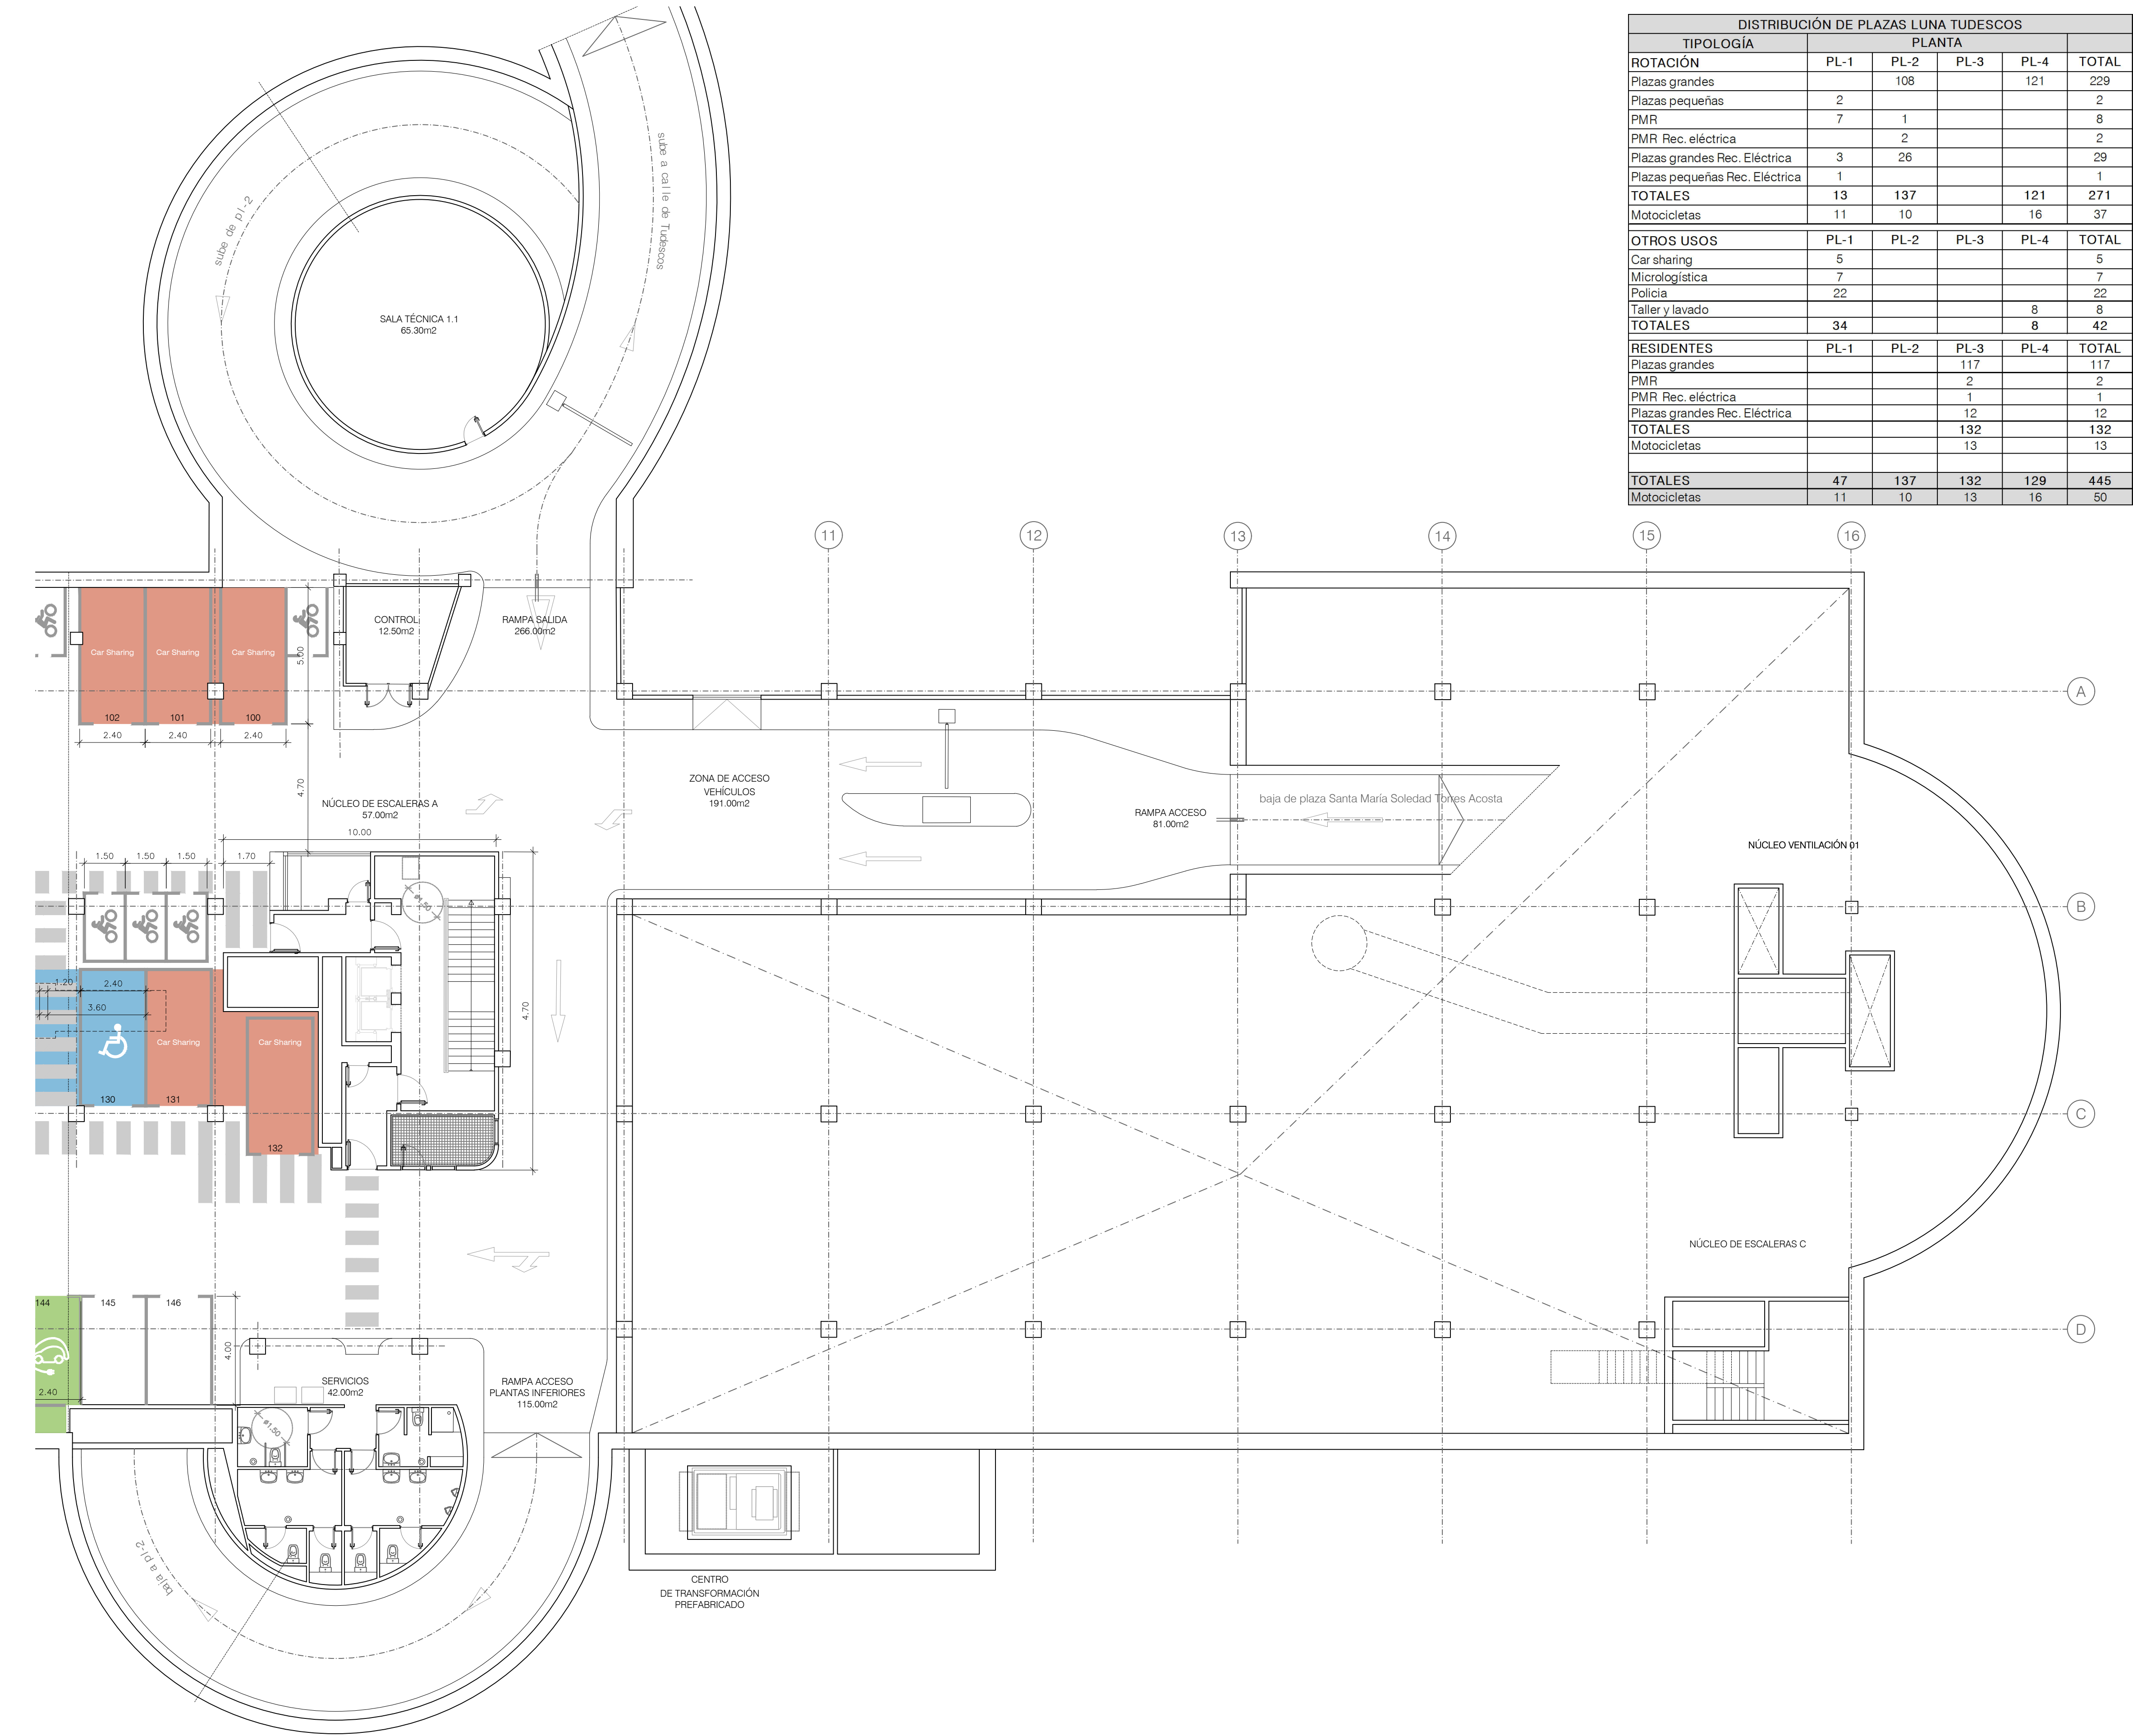 DISTRIBUCIÓN DE PLAZAS LUNA TUDESCOS
TIPOLOGÍA PLANTA
ROTACIÓN PL-1 PL-2 PL-3 PL-4 TOTAL
Plazas grandes 108 121 229
Plazas pequeñas 2 2
PMR 7 1 8
PMR Rec. eléctrica 2 2
Plazas grandes Rec. Eléctrica 3 26 29
Plazas pequeñas Rec. Eléctrica 1 1
TOTALES 13 137 121 271
Motocicletas 11 10 16 37
OTROS USOS PL-1 PL-2 PL-3 PL-4 TOTAL
Car sharing 5 5
Micrologística 7 7
Policia 22 22
Taller y lavado 8 8
TOTALES 34 8 42
RESIDENTES PL-1 PL-2 PL-3 PL-4 TOTAL
Plazas grandes 117 117
PMR 2 2
PMR Rec. eléctrica 1 1
Plazas grandes Rec. Eléctrica 12 12
TOTALES 132 132
Motocicletas 13 13
TOTALES 47 137 132 129 445
Motocicletas 11 10 13 16 50
sube de pl-2
sube a calle de Tudescos
SALA TÉCNICA 1.1
65.30m2
11 12 13 14 15 16
CONTROL
12.50m2
RAMPA SALIDA
266.00m2
Car Sharing Car Sharing Car Sharing
5.00
102 101 100
2.40 2.40 2.40
A
4.70
ZONA DE ACCESO
VEHÍCULOS
191.00m2
NÚCLEO DE ESCALERAS A
57.00m2
10.00
baja de plaza Santa María Soledad Torres Acosta
RAMPA ACCESO
81.00m2
NÚCLEO VENTILACIÓN 01
1.50 1.50 1.50 1.70
ø1.50
B
1.20 2.40
3.60
4.70
Car Sharing Car Sharing
130 131
132
C
NÚCLEO DE ESCALERAS C
144 145 146
D
4.00
2.40
SERVICIOS
42.00m2
RAMPA ACCESO
PLANTAS INFERIORES
115.00m2
ø1.50
baja a pl-2
CENTRO
DE TRANSFORMACIÓN
PREFABRICADO